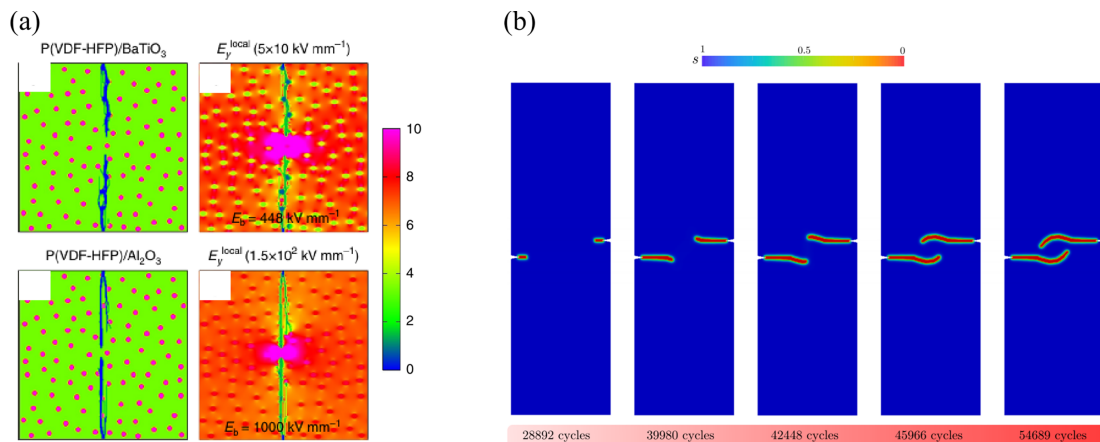 (a)
P(VDF-HFP)/BaTiO₃
E_y^local (5×10 kV mm⁻¹)
E_b = 448 kV mm⁻¹
P(VDF-HFP)/Al₂O₃
E_y^local (1.5×10² kV mm⁻¹)
E_b = 1000 kV mm⁻¹
10
8
6
4
2
0
(b)
s
1
0.5
0
28892 cycles
39980 cycles
42448 cycles
45966 cycles
54689 cycles